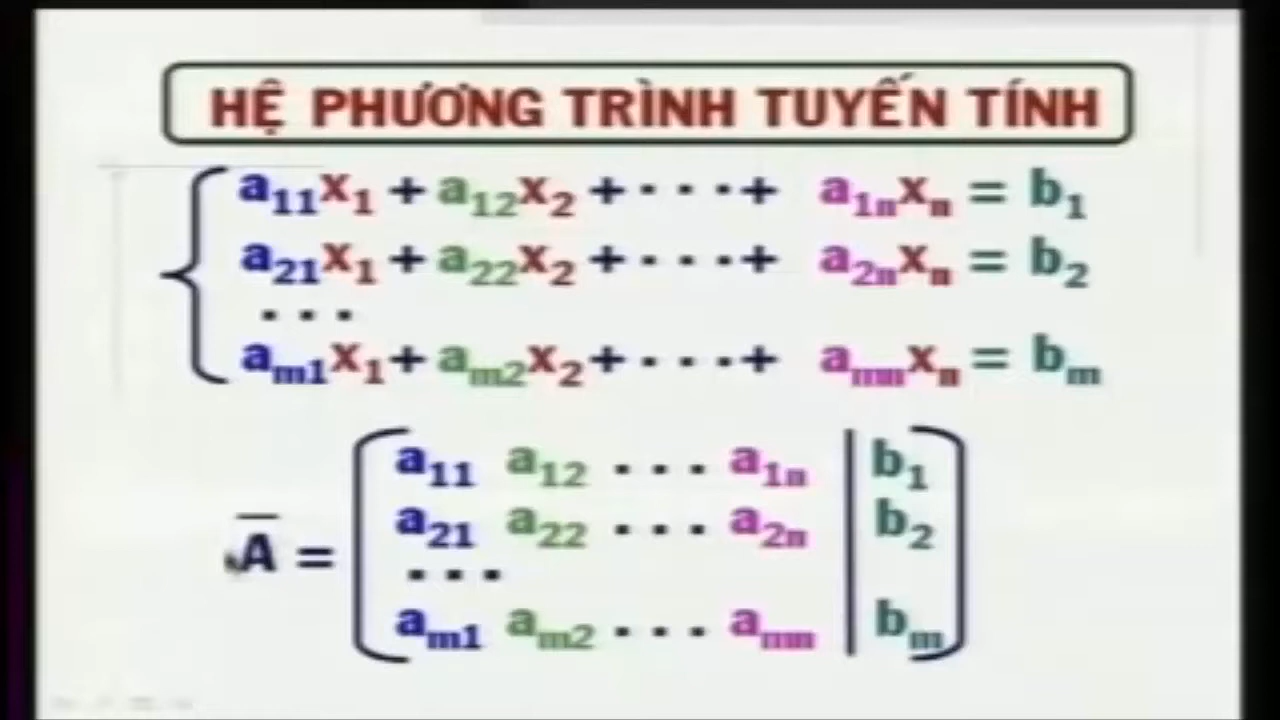 HỆ PHƯƠNG TRÌNH TUYẾN TÍNH
a₁₁x₁ + a₁₂x₂ + · · · + a₁ₙxₙ = b₁
a₂₁x₁ + a₂₂x₂ + · · · + a₂ₙxₙ = b₂
. . .
aₘ₁x₁ + aₘ₂x₂ + · · · + aₘₙxₙ = bₘ
a₁₁ a₁₂ . . . a₁ₙ | b₁
a₂₁ a₂₂ . . . a₂ₙ | b₂
A̅ =
. . .
aₘ₁ aₘ₂ . . . aₘₙ | bₘ